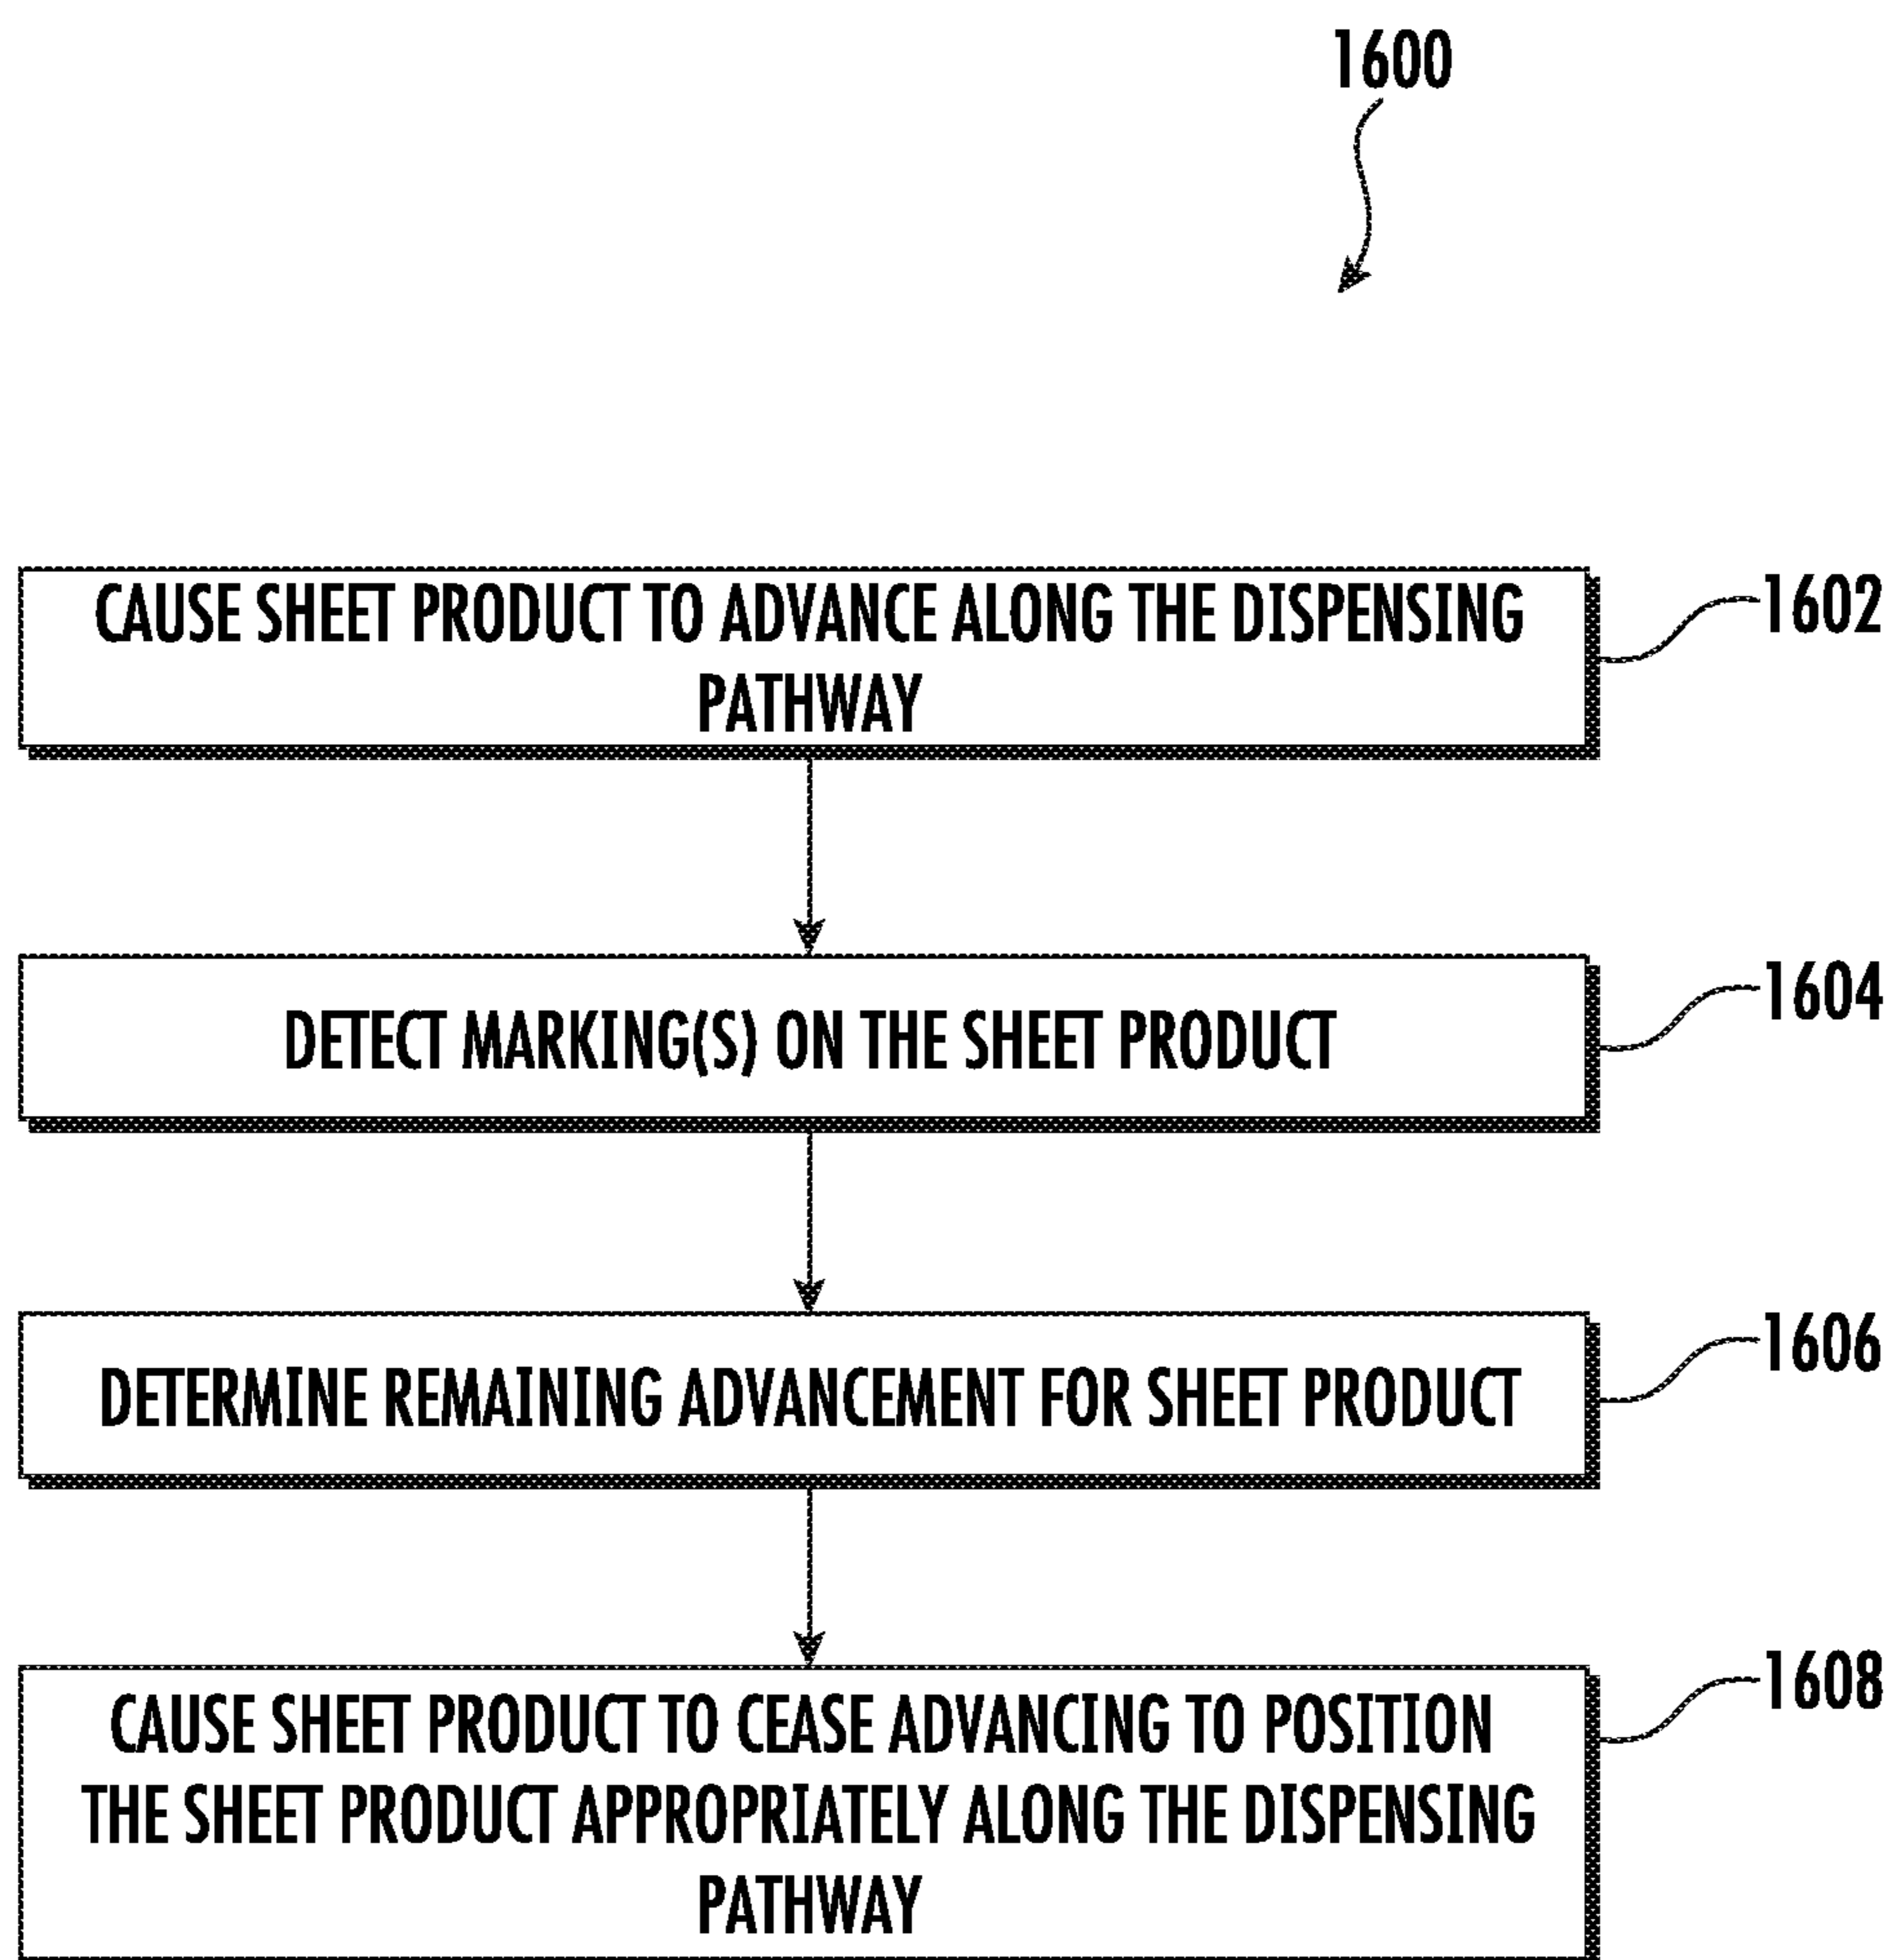 1600
CAUSE SHEET PRODUCT TO ADVANCE ALONG THE DISPENSING
PATHWAY
1602
DETECT MARKING(S) ON THE SHEET PRODUCT
1604
DETERMINE REMAINING ADVANCEMENT FOR SHEET PRODUCT
1606
CAUSE SHEET PRODUCT TO CEASE ADVANCING TO POSITION
THE SHEET PRODUCT APPROPRIATELY ALONG THE DISPENSING
PATHWAY
1608